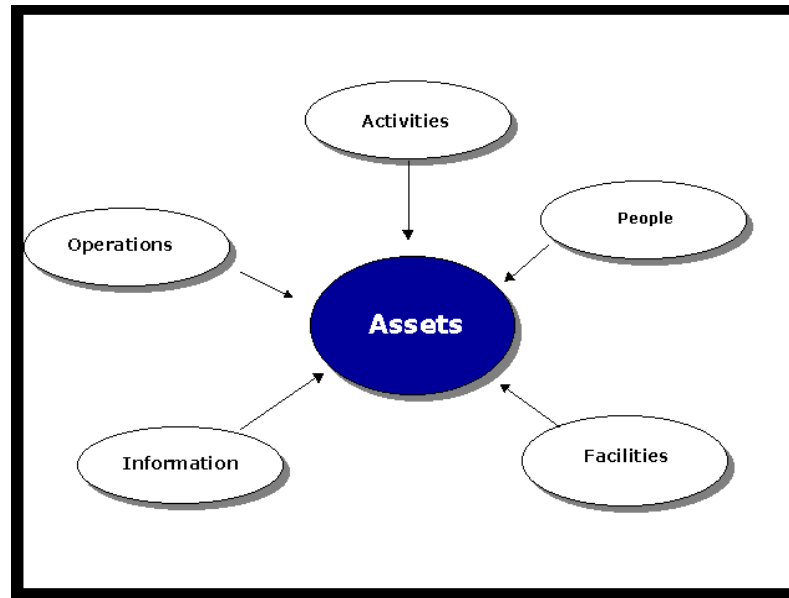 Activities
People
Operations
Assets
Information
Facilities